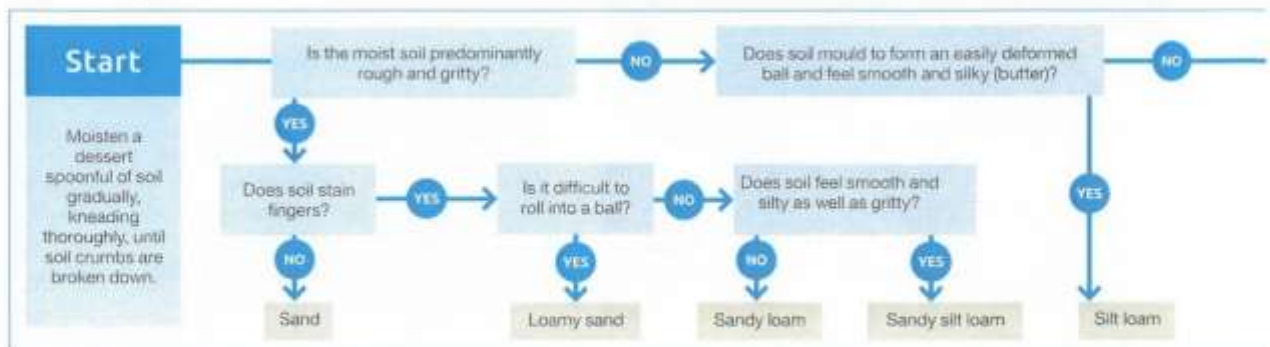 Start
Moisten a
dessert
spoonful of soil
gradually,
kneading
thoroughly, until
soil crumbs are
broken down.
Is the moist soil predominantly
rough and gritty?
NO
Does soil mould to form an easily deformed
ball and feel smooth and silky (butter)?
NO
YES
Does soil stain
fingers?
YES
Is it difficult to
roll into a ball?
NO
Does soil feel smooth and
silty as well as gritty?
YES
NO
YES
NO
YES
Sand
Loamy sand
Sandy loam
Sandy silt loam
Silt loam